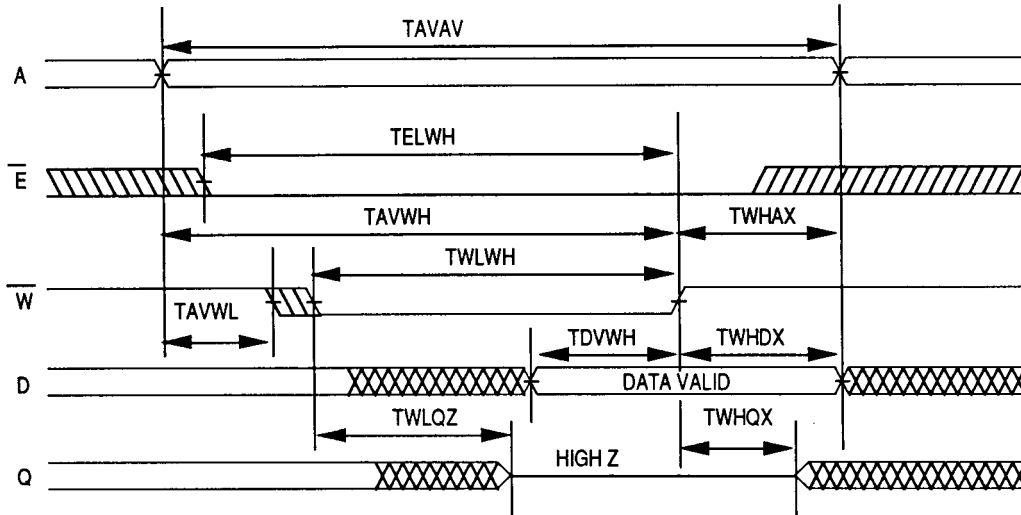 TAVAV
A
TELWH
E̅
TAVWH
TWHAX
TWLWH
W̅
TAVWL
TDVWH
TWHDX
D
DATA VALID
TWLQZ
TWHQX
HIGH Z
Q